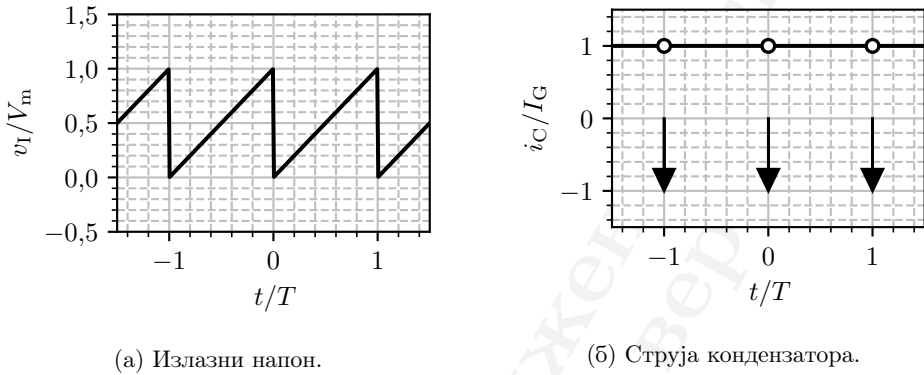 1,5
1,0
0,5
0,0
−0,5
v_I/V_m
−1
0
1
t/T
(а) Излазни напон.
1
0
−1
i_C/I_G
−1
0
1
t/T
(б) Струја кондензатора.